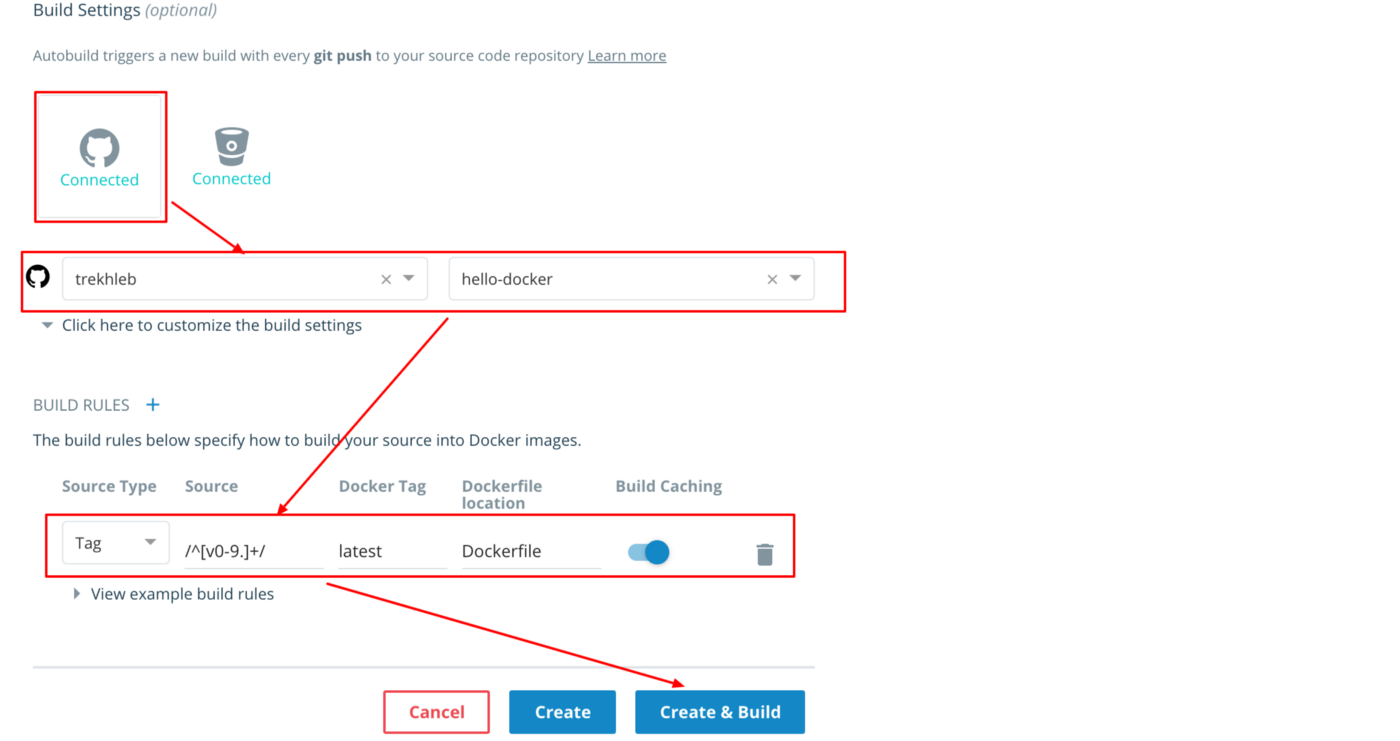 Build Settings (optional)
Autobuild triggers a new build with every git push to your source code repository Learn more
Connected
Connected
trekhleb
hello-docker
Click here to customize the build settings
BUILD RULES +
The build rules below specify how to build your source into Docker images.
Source Type Source Docker Tag Dockerfile location Build Caching
Tag /^[v0-9.]+/ latest Dockerfile
View example build rules
Cancel Create Create & Build